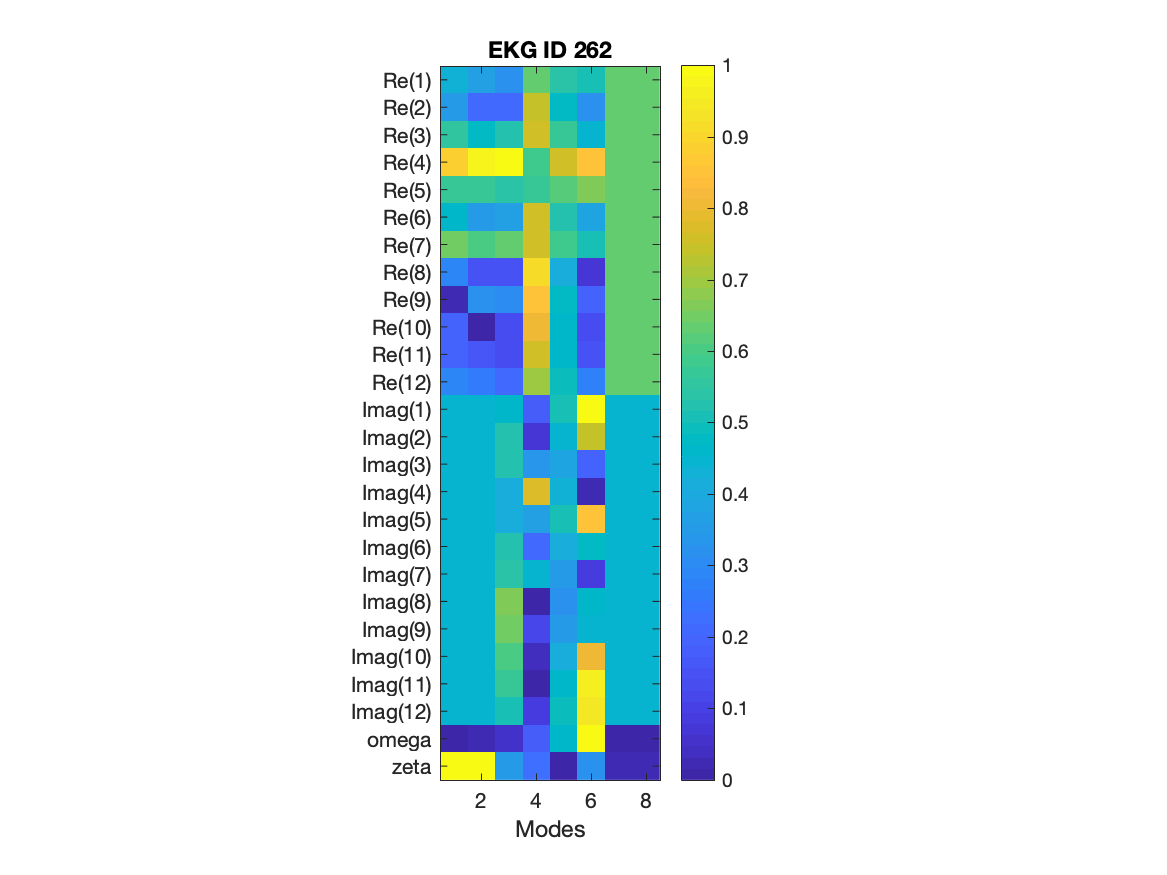 EKG ID 262
Re(1)
Re(2)
Re(3)
Re(4)
Re(5)
Re(6)
Re(7)
Re(8)
Re(9)
Re(10)
Re(11)
Re(12)
Imag(1)
Imag(2)
Imag(3)
Imag(4)
Imag(5)
Imag(6)
Imag(7)
Imag(8)
Imag(9)
Imag(10)
Imag(11)
Imag(12)
omega
zeta
2 4 6 8
Modes
1
0.9
0.8
0.7
0.6
0.5
0.4
0.3
0.2
0.1
0